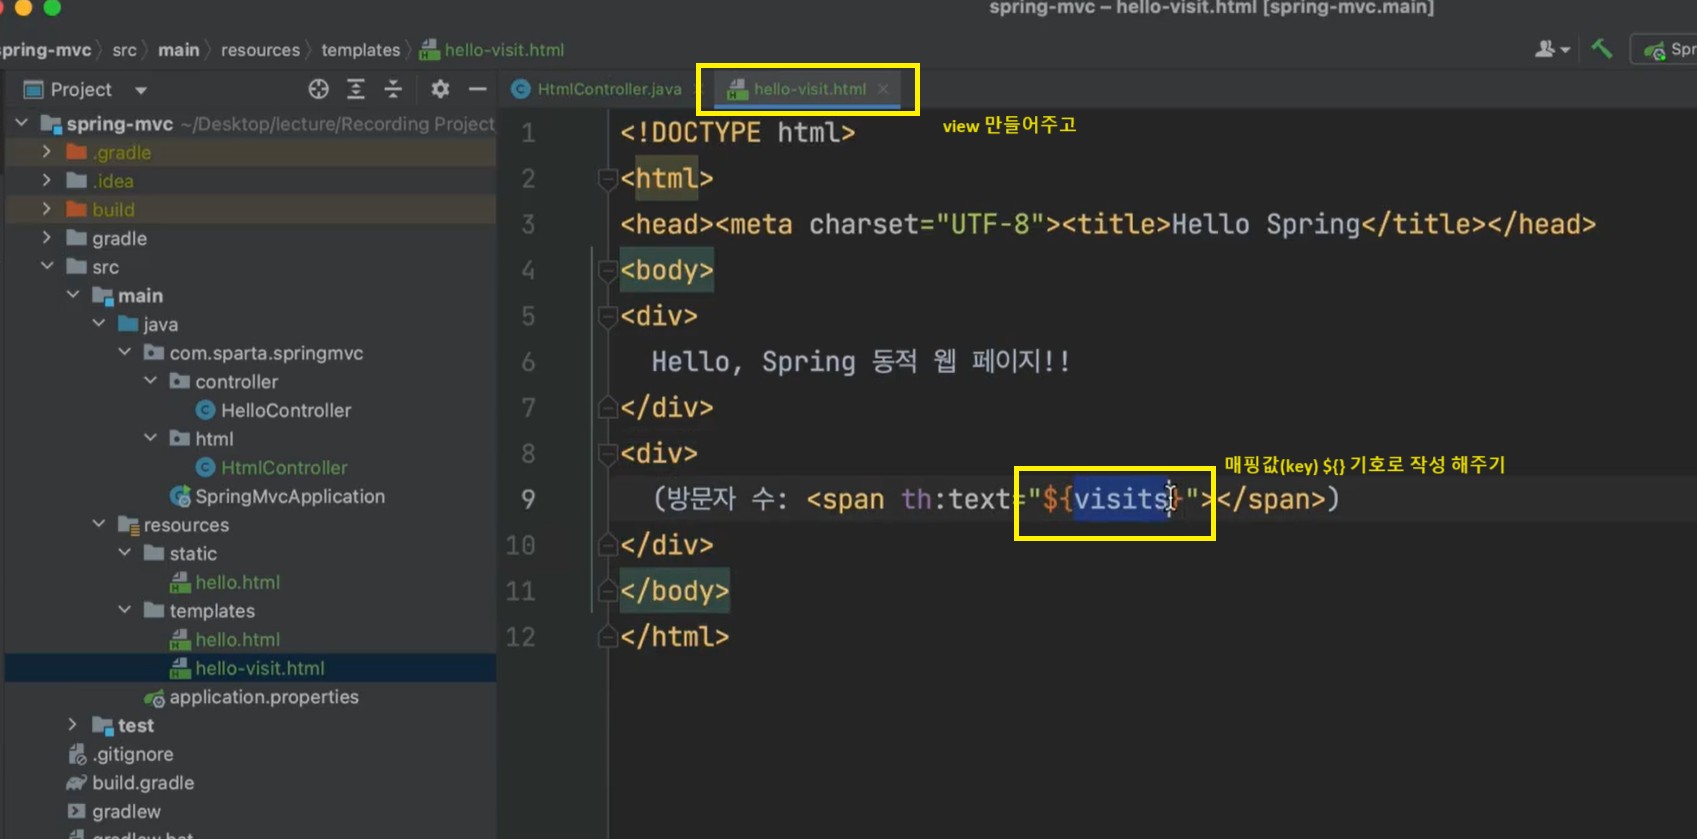 spring-mvc – hello-visit.html [spring-mvc.main]
spring-mvc src main resources templates hello-visit.html
Spr
Project
HtmlController.java
hello-visit.html
view 만들어주고
spring-mvc ~/Desktop/lecture/Recording Project
.gradle
.idea
build
gradle
src
main
java
com.sparta.springmvc
controller
HelloController
html
HtmlController
SpringMvcApplication
resources
static
hello.html
templates
hello.html
hello-visit.html
application.properties
test
.gitignore
build.gradle
gradlew
gradlew.bat
1 <!DOCTYPE html>
2 <html>
3 <head><meta charset="UTF-8"><title>Hello Spring</title></head>
4 <body>
5 <div>
6 Hello, Spring 동적 웹 페이지!!
7 </div>
8 <div>
매핑값(key) ${} 기호로 작성 해주기
9 (방문자 수: <span th:text="${visits}"></span>)
10 </div>
11 </body>
12 </html>